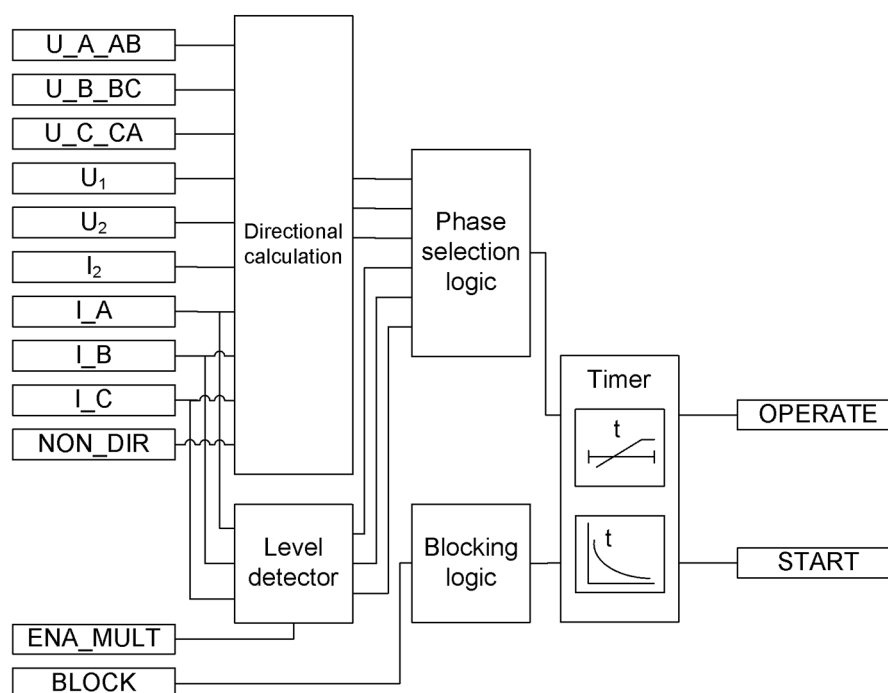 U_A_AB
U_B_BC
U_C_CA
U₁
U₂
I₂
I_A
I_B
I_C
NON_DIR
ENA_MULT
BLOCK
Directional
calculation
Level
detector
Phase
selection
logic
Blocking
logic
Timer
t
t
OPERATE
START